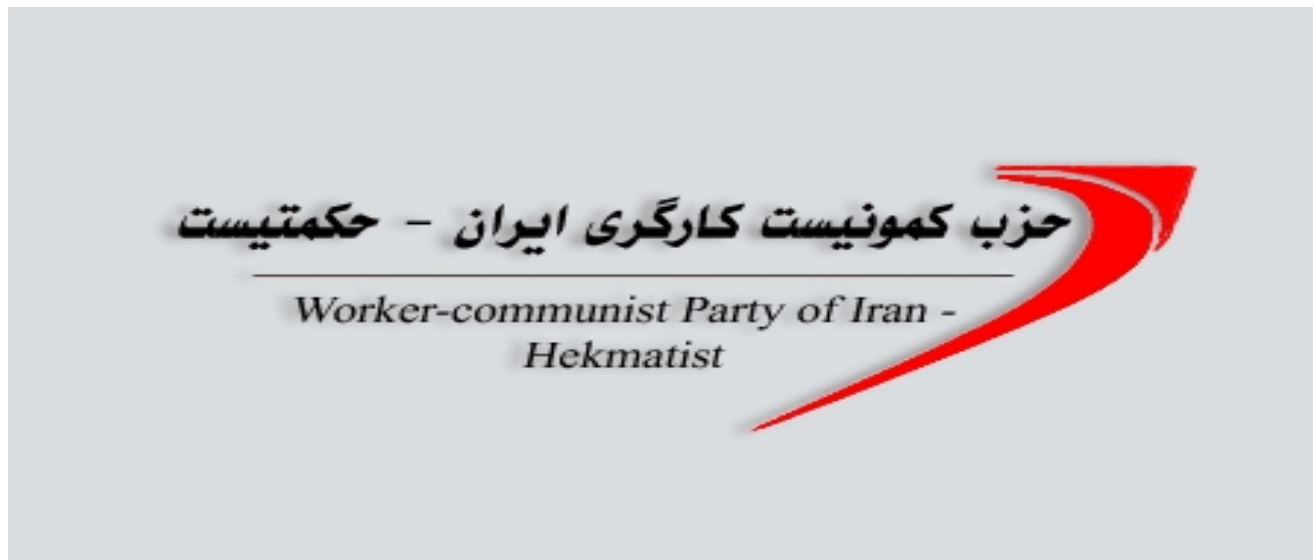 حزب کمونیست کارگری ایران - حکمتیست
Worker-communist Party of Iran -
Hekmatist